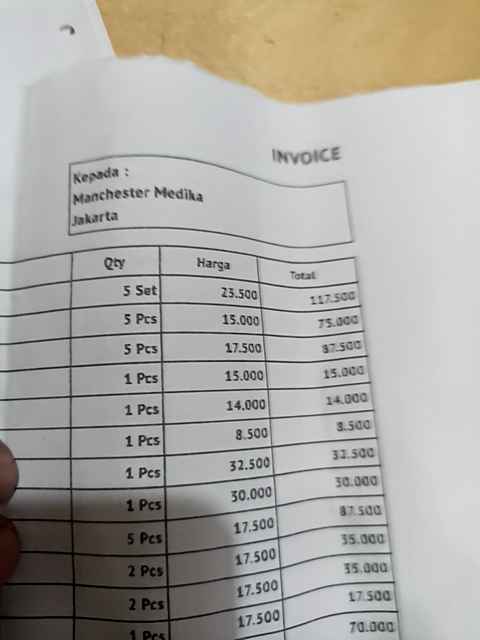 INVOICE
Kepada :
Manchester Medika
Jakarta
Qty Harga Total
5 Set 23.500 117.500
5 Pcs 15.000 75.000
5 Pcs 17.500 87.500
1 Pcs 15.000 15.000
1 Pcs 14.000 14.000
1 Pcs 8.500 8.500
1 Pcs 32.500 32.500
1 Pcs 30.000 30.000
5 Pcs 17.500 87.500
2 Pcs 17.500 35.000
2 Pcs 17.500 35.000
1 Pcs 17.500 17.500
70.000